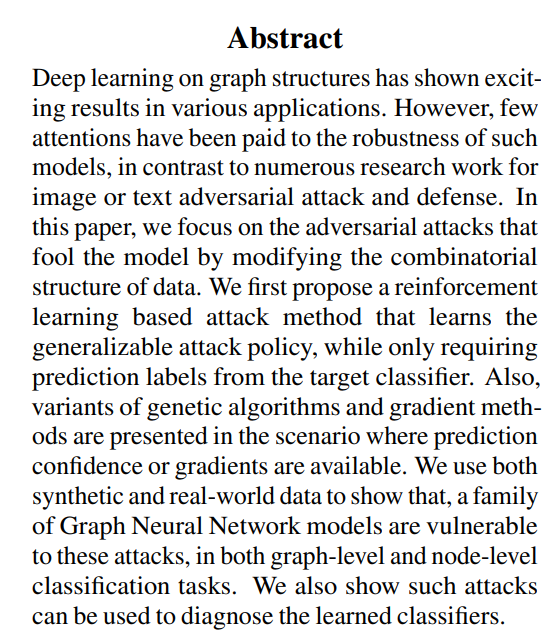 Abstract
Deep learning on graph structures has shown excit-
ing results in various applications. However, few
attentions have been paid to the robustness of such
models, in contrast to numerous research work for
image or text adversarial attack and defense. In
this paper, we focus on the adversarial attacks that
fool the model by modifying the combinatorial
structure of data. We first propose a reinforcement
learning based attack method that learns the
generalizable attack policy, while only requiring
prediction labels from the target classifier. Also,
variants of genetic algorithms and gradient meth-
ods are presented in the scenario where prediction
confidence or gradients are available. We use both
synthetic and real-world data to show that, a family
of Graph Neural Network models are vulnerable
to these attacks, in both graph-level and node-level
classification tasks. We also show such attacks
can be used to diagnose the learned classifiers.